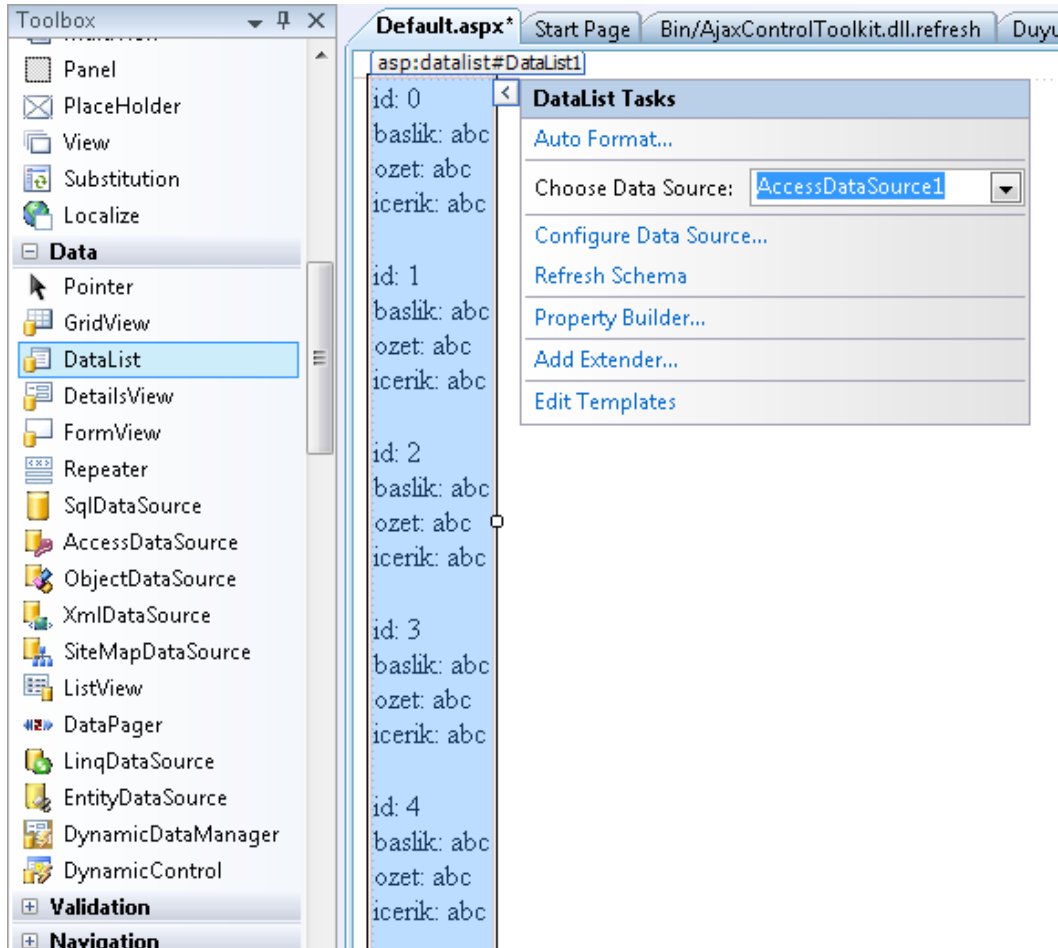 Toolbox
Panel
PlaceHolder
View
Substitution
Localize
Data
Pointer
GridView
DataList
DetailsView
FormView
Repeater
SqlDataSource
AccessDataSource
ObjectDataSource
XmlDataSource
SiteMapDataSource
ListView
DataPager
LinqDataSource
EntityDataSource
DynamicDataManager
DynamicControl
Validation
Navigation
Default.aspx* Start Page Bin/AjaxControlToolkit.dll.refresh Duyu
asp:datalist#DataList1
id: 0
baslik: abc
ozet: abc
icerik: abc
id: 1
baslik: abc
ozet: abc
icerik: abc
id: 2
baslik: abc
ozet: abc
icerik: abc
id: 3
baslik: abc
ozet: abc
icerik: abc
id: 4
baslik: abc
ozet: abc
icerik: abc
DataList Tasks
Auto Format...
Choose Data Source: AccessDataSource1
Configure Data Source...
Refresh Schema
Property Builder...
Add Extender...
Edit Templates